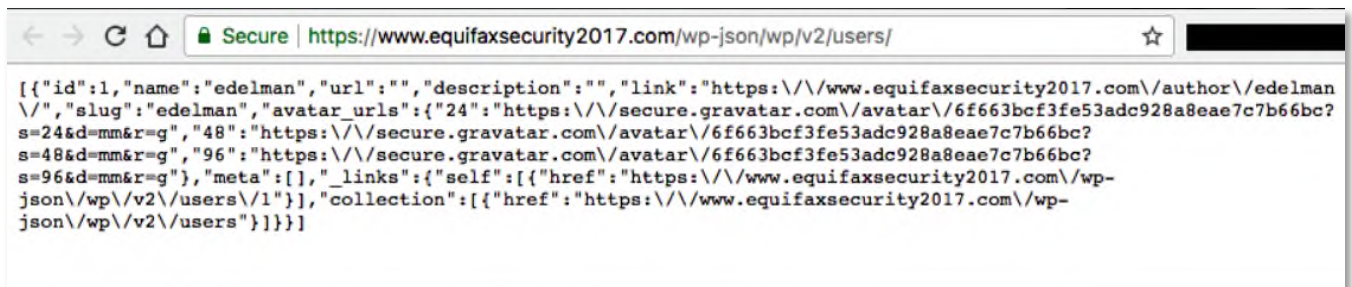 Secure | https://www.equifaxsecurity2017.com/wp-json/wp/v2/users/
[{"id":1,"name":"edelman","url":"","description":"","link":"https:\/\/www.equifaxsecurity2017.com\/author\/edelman
\/","slug":"edelman","avatar_urls":{"24":"https:\/\/secure.gravatar.com\/avatar\/6f663bcf3fe53adc928a8eae7c7b66bc?
s=24&d=mm&r=g","48":"https:\/\/secure.gravatar.com\/avatar\/6f663bcf3fe53adc928a8eae7c7b66bc?
s=48&d=mm&r=g","96":"https:\/\/secure.gravatar.com\/avatar\/6f663bcf3fe53adc928a8eae7c7b66bc?
s=96&d=mm&r=g"},"meta":[],"_links":{"self":[{"href":"https:\/\/www.equifaxsecurity2017.com\/wp-
json\/wp\/v2\/users\/1"}],"collection":[{"href":"https:\/\/www.equifaxsecurity2017.com\/wp-
json\/wp\/v2\/users"}]}}]